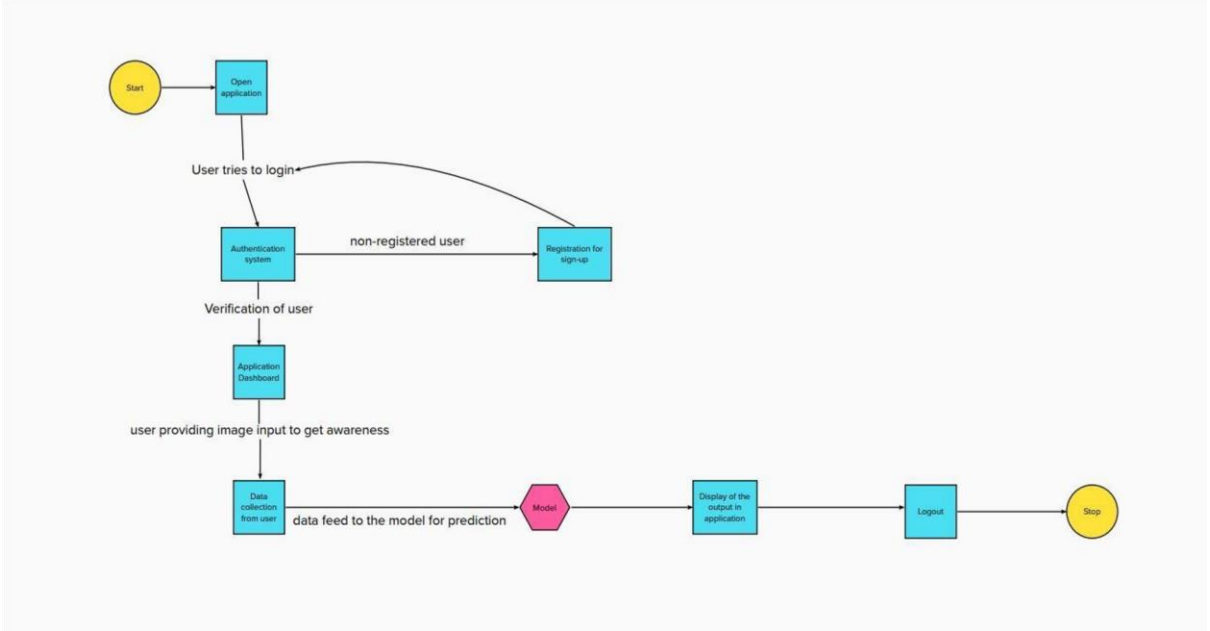 Start
Open
application
User tries to login
Authentication
system
non-registered user
Registration for
sign-up
Verification of user
Application
Dashboard
user providing image input to get awareness
Data
collection
from user
data feed to the model for prediction
Model
Display of the
output in
application
Logout
Stop